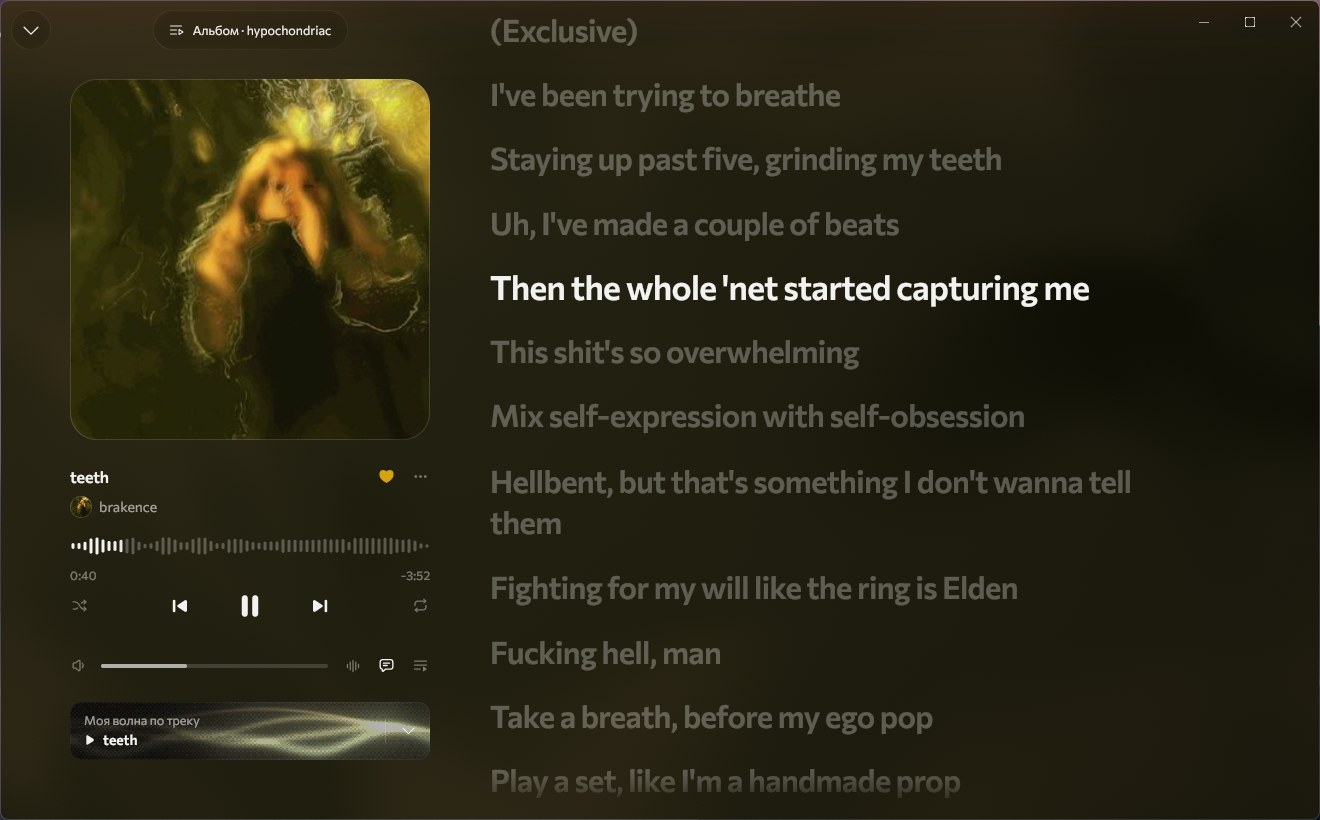 Альбом · hypochondriac
(Exclusive)
I've been trying to breathe
Staying up past five, grinding my teeth
Uh, I've made a couple of beats
Then the whole 'net started capturing me
This shit's so overwhelming
Mix self-expression with self-obsession
Hellbent, but that's something I don't wanna tell
them
Fighting for my will like the ring is Elden
Fucking hell, man
Take a breath, before my ego pop
Play a set, like I'm a handmade prop
teeth
brakence
0:40
-3:52
Моя волна по треку
teeth